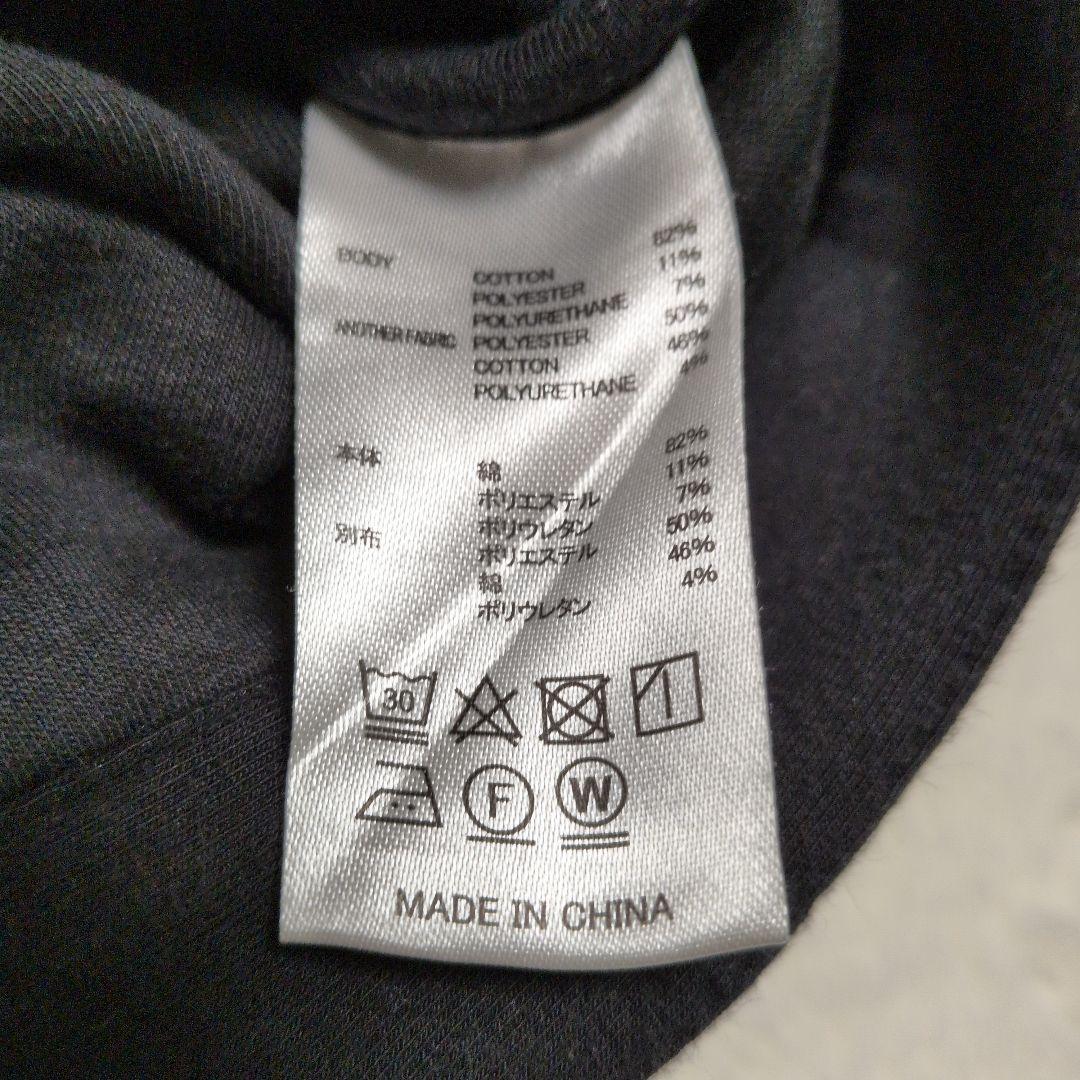 BODY COTTON 82%
POLYESTER 11%
POLYURETHANE 7%
ANOTHER FABRIC POLYESTER 50%
COTTON 46%
POLYURETHANE 4%
本体 綿 82%
ポリエステル 11%
ポリウレタン 7%
別布 ポリエステル 50%
綿 46%
ポリウレタン 4%
30
F W
MADE IN CHINA